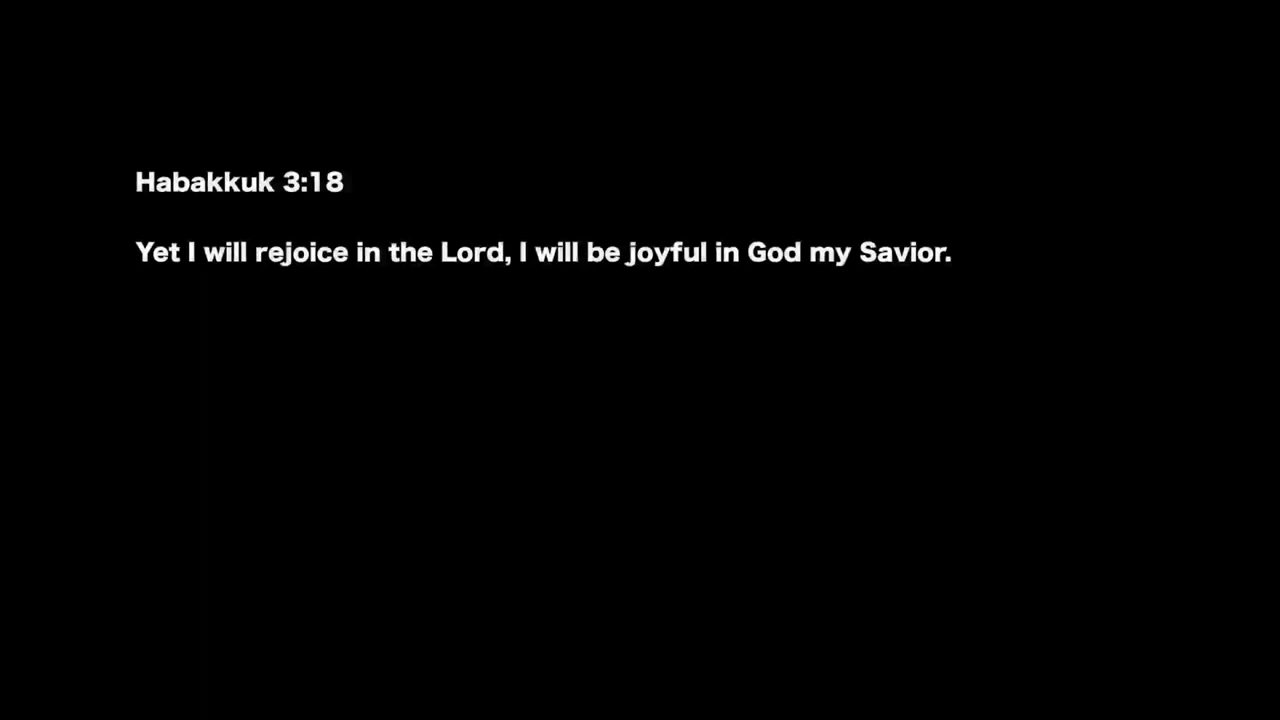 Habakkuk 3:18
Yet I will rejoice in the Lord, I will be joyful in God my Savior.